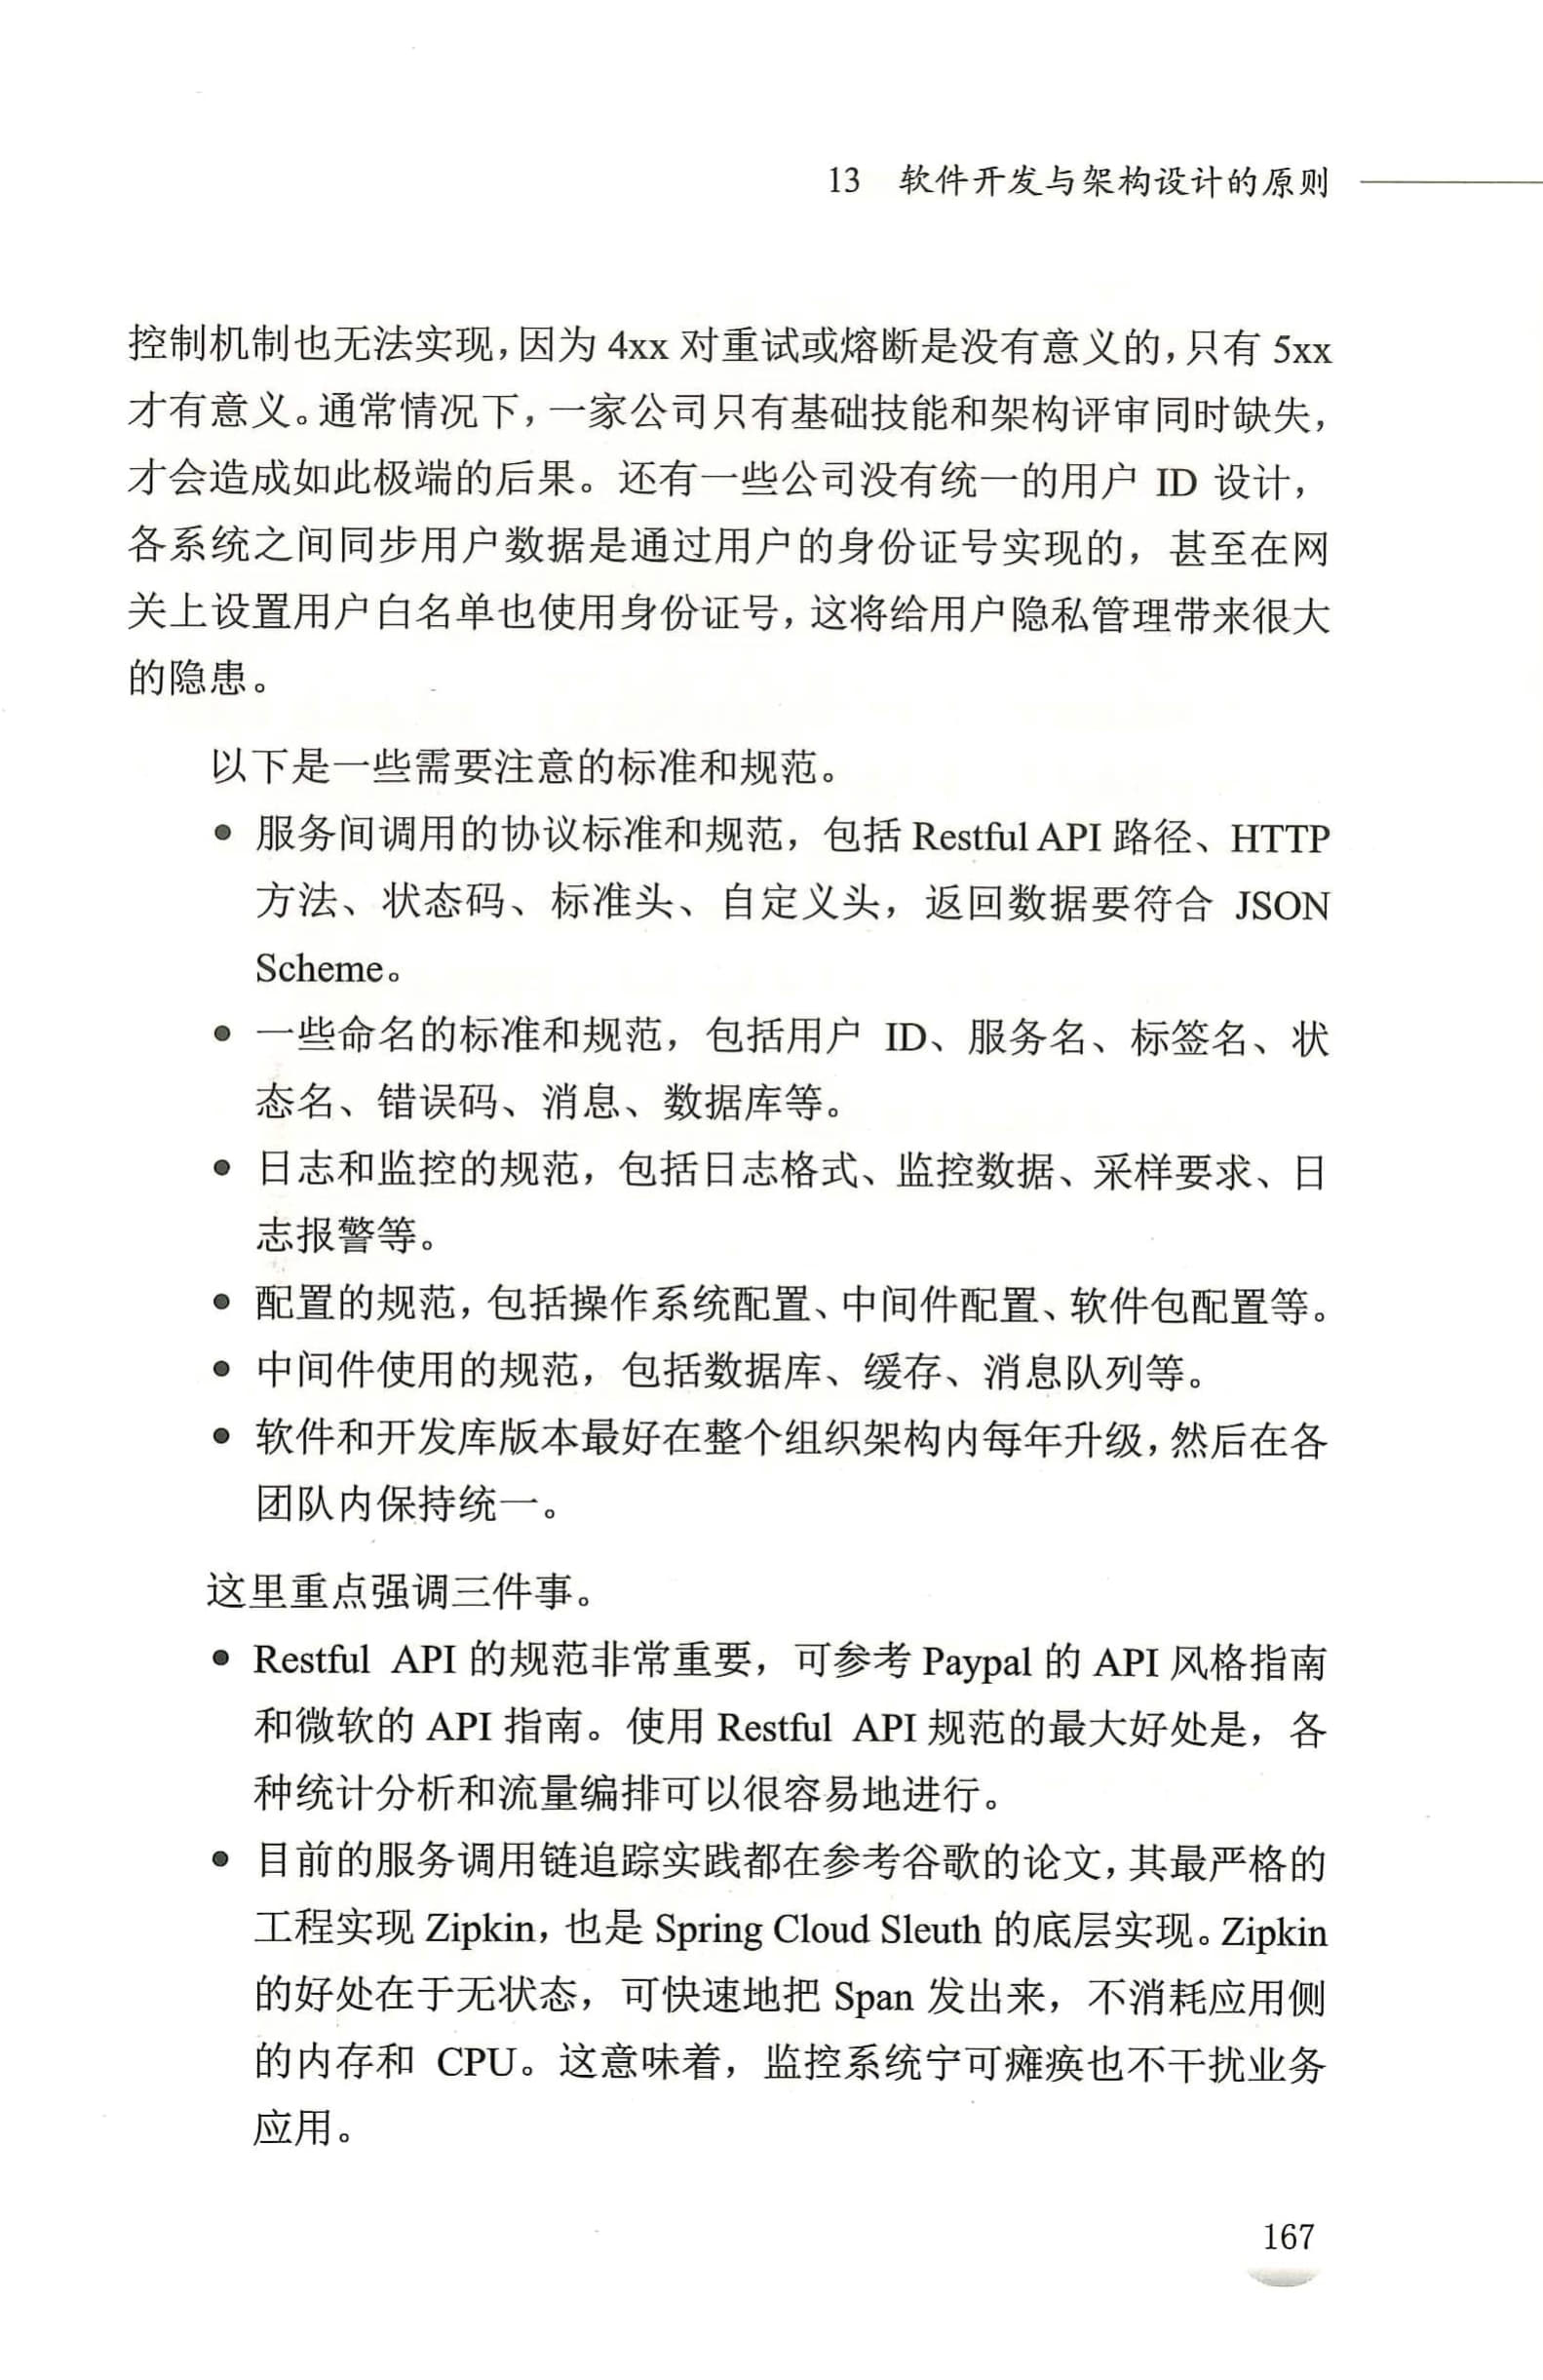 13 软件开发与架构设计的原则
控制机制也无法实现，因为 4xx 对重试或熔断是没有意义的，只有 5xx
才有意义。通常情况下，一家公司只有基础技能和架构评审同时缺失，
才会造成如此极端的后果。还有一些公司没有统一的用户 ID 设计，
各系统之间同步用户数据是通过用户的身份证号实现的，甚至在网
关上设置用户白名单也使用身份证号，这将给用户隐私管理带来很大
的隐患。
以下是一些需要注意的标准和规范。
● 服务间调用的协议标准和规范，包括 Restful API 路径、HTTP
方法、状态码、标准头、自定义头，返回数据要符合 JSON
Scheme。
● 一些命名的标准和规范，包括用户 ID、服务名、标签名、状
态名、错误码、消息、数据库等。
● 日志和监控的规范，包括日志格式、监控数据、采样要求、日
志报警等。
● 配置的规范，包括操作系统配置、中间件配置、软件包配置等。
● 中间件使用的规范，包括数据库、缓存、消息队列等。
● 软件和开发库版本最好在整个组织架构内每年升级，然后在各
团队内保持统一。
这里重点强调三件事。
● Restful API 的规范非常重要，可参考 Paypal 的 API 风格指南
和微软的 API 指南。使用 Restful API 规范的最大好处是，各
种统计分析和流量编排可以很容易地进行。
● 目前的服务调用链追踪实践都在参考谷歌的论文，其最严格的
工程实现 Zipkin，也是 Spring Cloud Sleuth 的底层实现。Zipkin
的好处在于无状态，可快速地把 Span 发出来，不消耗应用侧
的内存和 CPU。这意味着，监控系统宁可瘫痪也不干扰业务
应用。
167